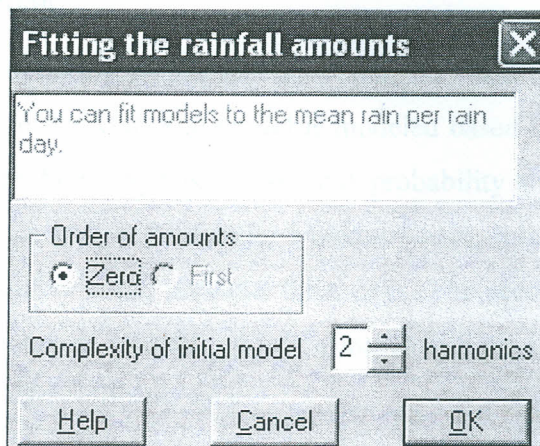 Fitting the rainfall amounts
You can fit models to the mean rain per rain
day.
Order of amounts
Zero
First
Complexity of initial model 2 harmonics
Help Cancel OK